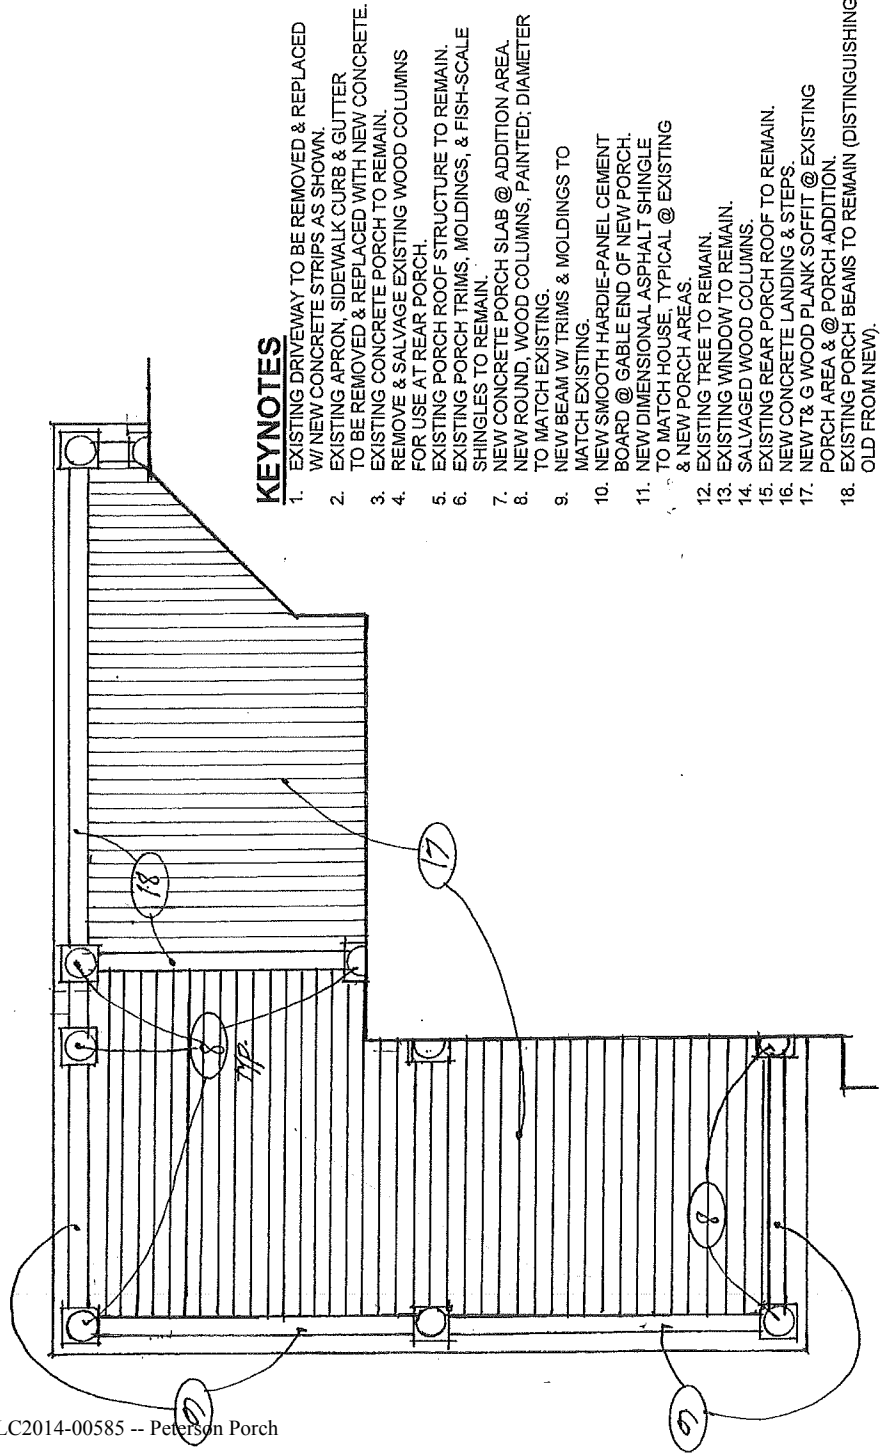 KEYNOTES
1. EXISTING DRIVEWAY TO BE REMOVED & REPLACED
W/ NEW CONCRETE STRIPS AS SHOWN.
2. EXISTING APRON, SIDEWALK CURB & GUTTER
TO BE REMOVED & REPLACED WITH NEW CONCRETE.
3. EXISTING CONCRETE PORCH TO REMAIN.
4. REMOVE & SALVAGE EXISTING WOOD COLUMNS
FOR USE AT REAR PORCH.
5. EXISTING PORCH ROOF STRUCTURE TO REMAIN.
6. EXISTING PORCH TRIMS, MOLDINGS, & FISH-SCALE
SHINGLES TO REMAIN.
7. NEW CONCRETE PORCH SLAB @ ADDITION AREA.
8. NEW ROUND, WOOD COLUMNS, PAINTED; DIAMETER
TO MATCH EXISTING.
9. NEW BEAM W/ TRIMS & MOLDINGS TO
MATCH EXISTING.
10. NEW SMOOTH HARDIE-PANEL CEMENT
BOARD @ GABLE END OF NEW PORCH.
11. NEW DIMENSIONAL ASPHALT SHINGLE
TO MATCH HOUSE, TYPICAL @ EXISTING
& NEW PORCH AREAS.
12. EXISTING TREE TO REMAIN.
13. EXISTING WINDOW TO REMAIN.
14. SALVAGED WOOD COLUMNS.
15. EXISTING REAR PORCH ROOF TO REMAIN.
16. NEW CONCRETE LANDING & STEPS.
17. NEW T& G WOOD PLANK SOFFIT @ EXISTING
PORCH AREA & @ PORCH ADDITION.
18. EXISTING PORCH BEAMS TO REMAIN (DISTINGUISHING
OLD FROM NEW).
18
17
8
TYP.
8
9
9
LC2014-00585 -- Peterson Porch